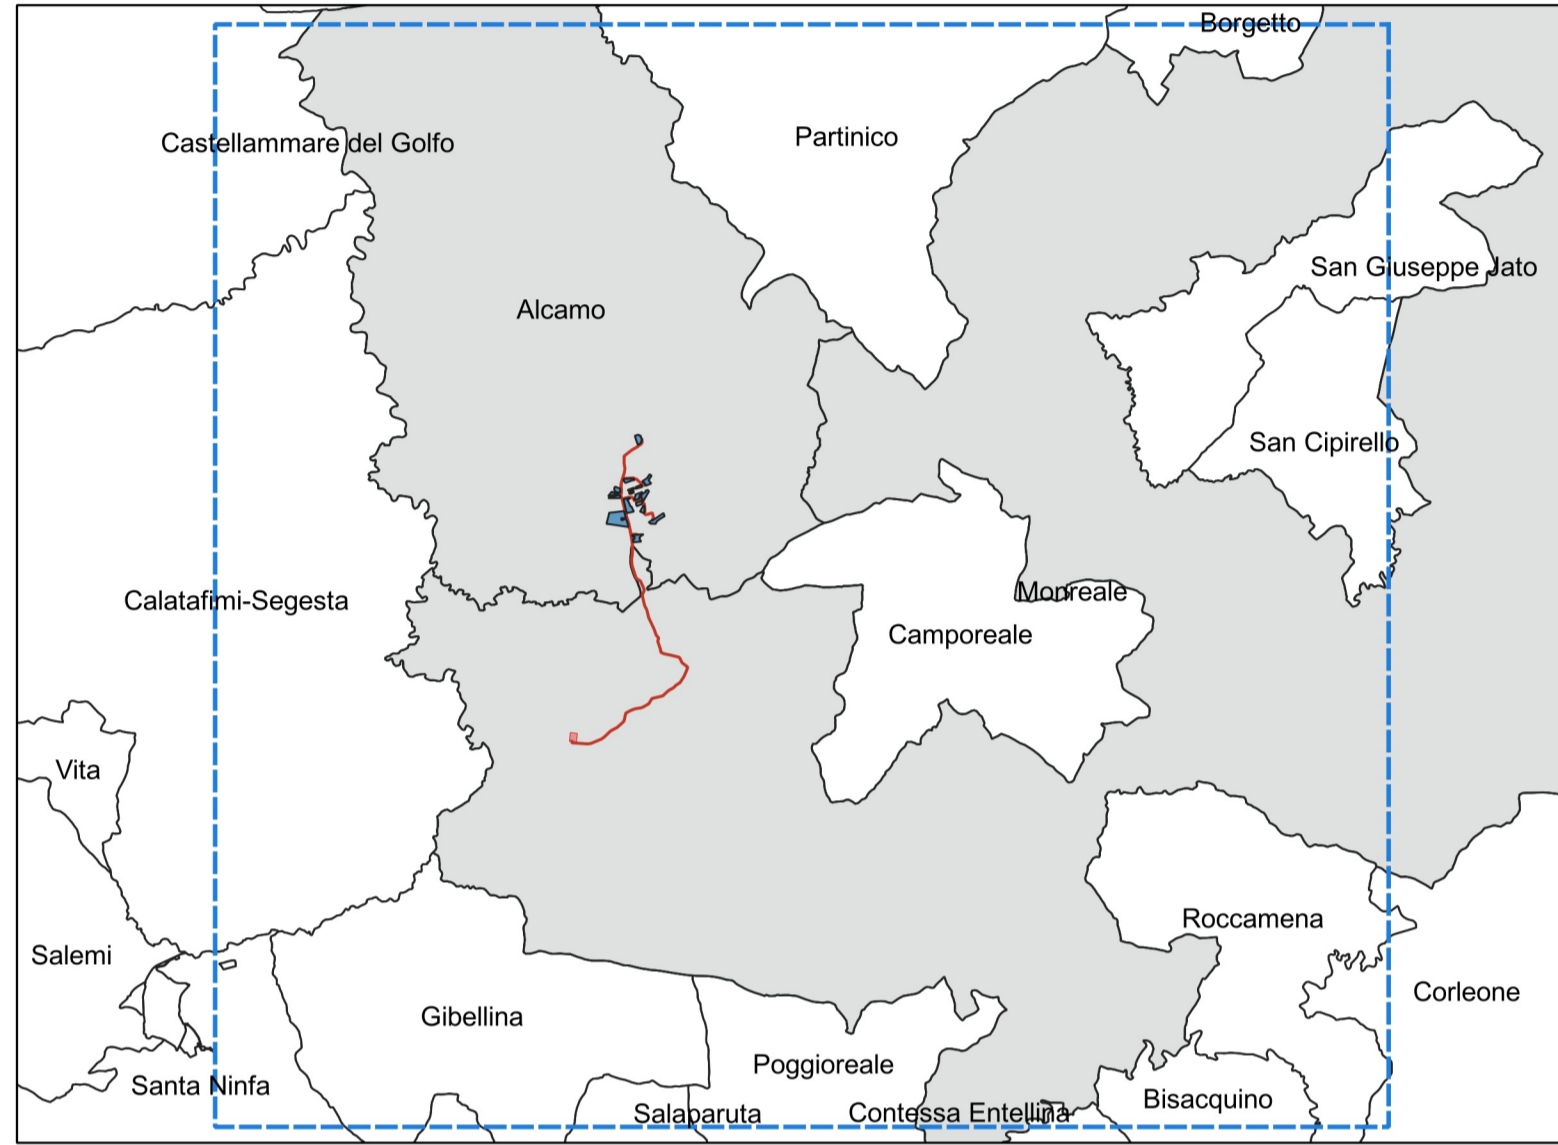 Borgetto
Partinico
Castellammare del Golfo
San Giuseppe Jato
Alcamo
San Cipirello
Monreale
Calatafimi-Segesta
Camporeale
Vita
Roccamena
Salemi
Corleone
Gibellina
Poggioreale
Santa Ninfa
Bisacquino
Salaparuta
Contessa Entellina